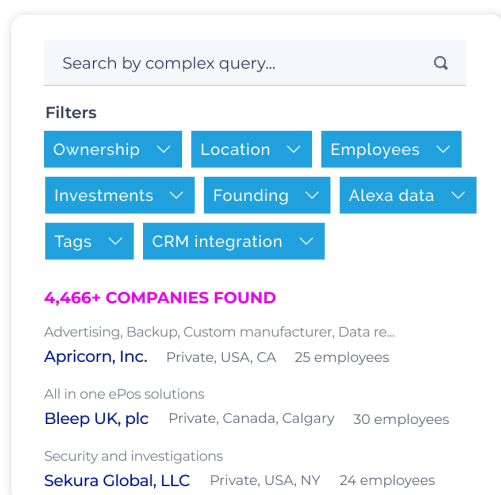 Search by complex query...
Filters
Ownership Location Employees
Investments Founding Alexa data
Tags CRM integration
4,466+ COMPANIES FOUND
Advertising, Backup, Custom manufacturer, Data re...
Apricorn, Inc. Private, USA, CA 25 employees
All in one ePos solutions
Bleep UK, plc Private, Canada, Calgary 30 employees
Security and investigations
Sekura Global, LLC Private, USA, NY 24 employees